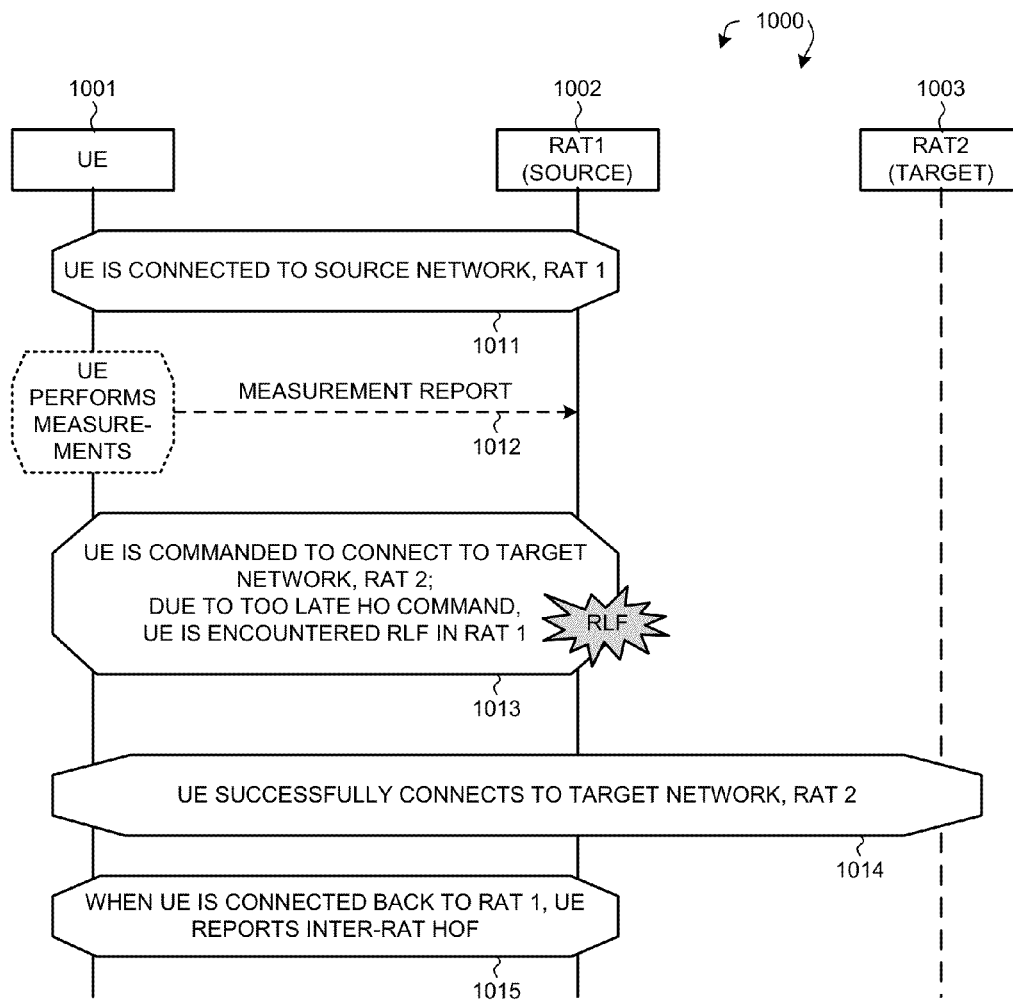 1000
1001
1002
1003
UE
RAT1
(SOURCE)
RAT2
(TARGET)
UE IS CONNECTED TO SOURCE NETWORK, RAT 1
1011
UE
PERFORMS
MEASURE-
MENTS
MEASUREMENT REPORT
1012
UE IS COMMANDED TO CONNECT TO TARGET
NETWORK, RAT 2;
DUE TO TOO LATE HO COMMAND,
UE IS ENCOUNTERED RLF IN RAT 1
RLF
1013
UE SUCCESSFULLY CONNECTS TO TARGET NETWORK, RAT 2
1014
WHEN UE IS CONNECTED BACK TO RAT 1, UE
REPORTS INTER-RAT HOF
1015